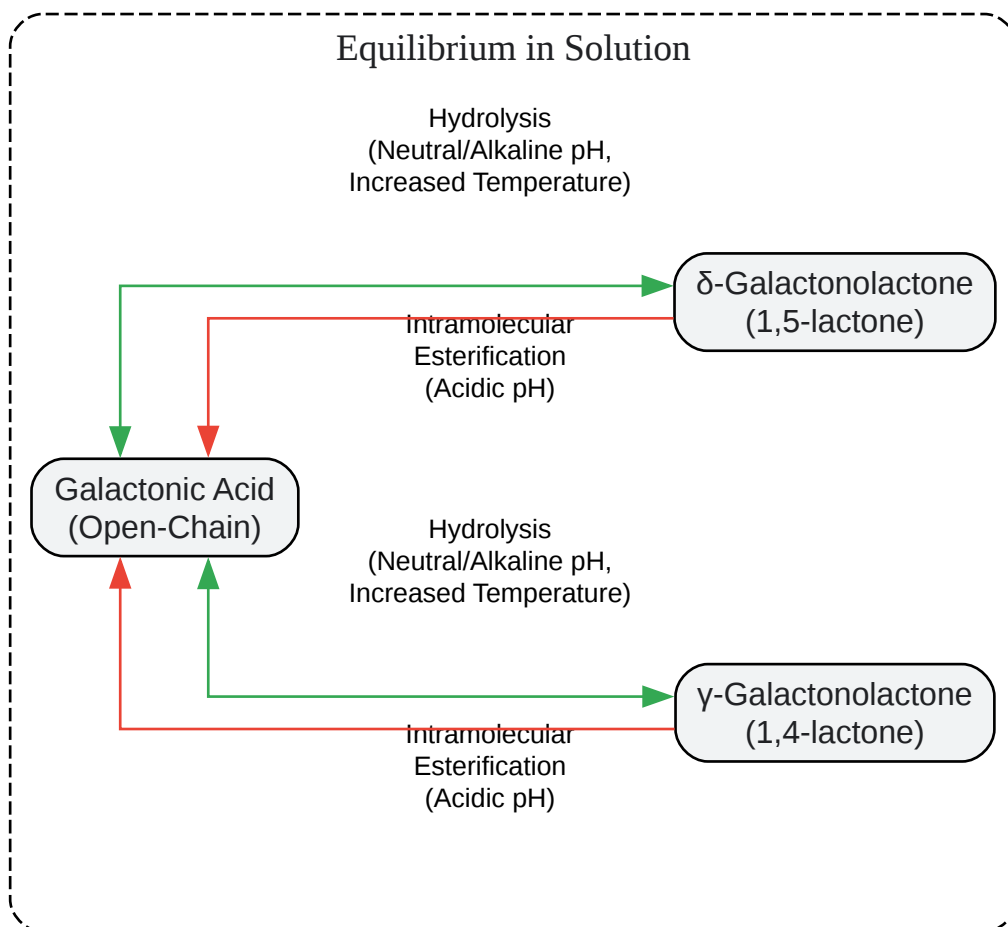 Equilibrium in Solution
Hydrolysis
(Neutral/Alkaline pH,
Increased Temperature)
δ-Galactonolactone
(1,5-lactone)
Intramolecular
Esterification
(Acidic pH)
Galactonic Acid
(Open-Chain)
Hydrolysis
(Neutral/Alkaline pH,
Increased Temperature)
γ-Galactonolactone
(1,4-lactone)
Intramolecular
Esterification
(Acidic pH)